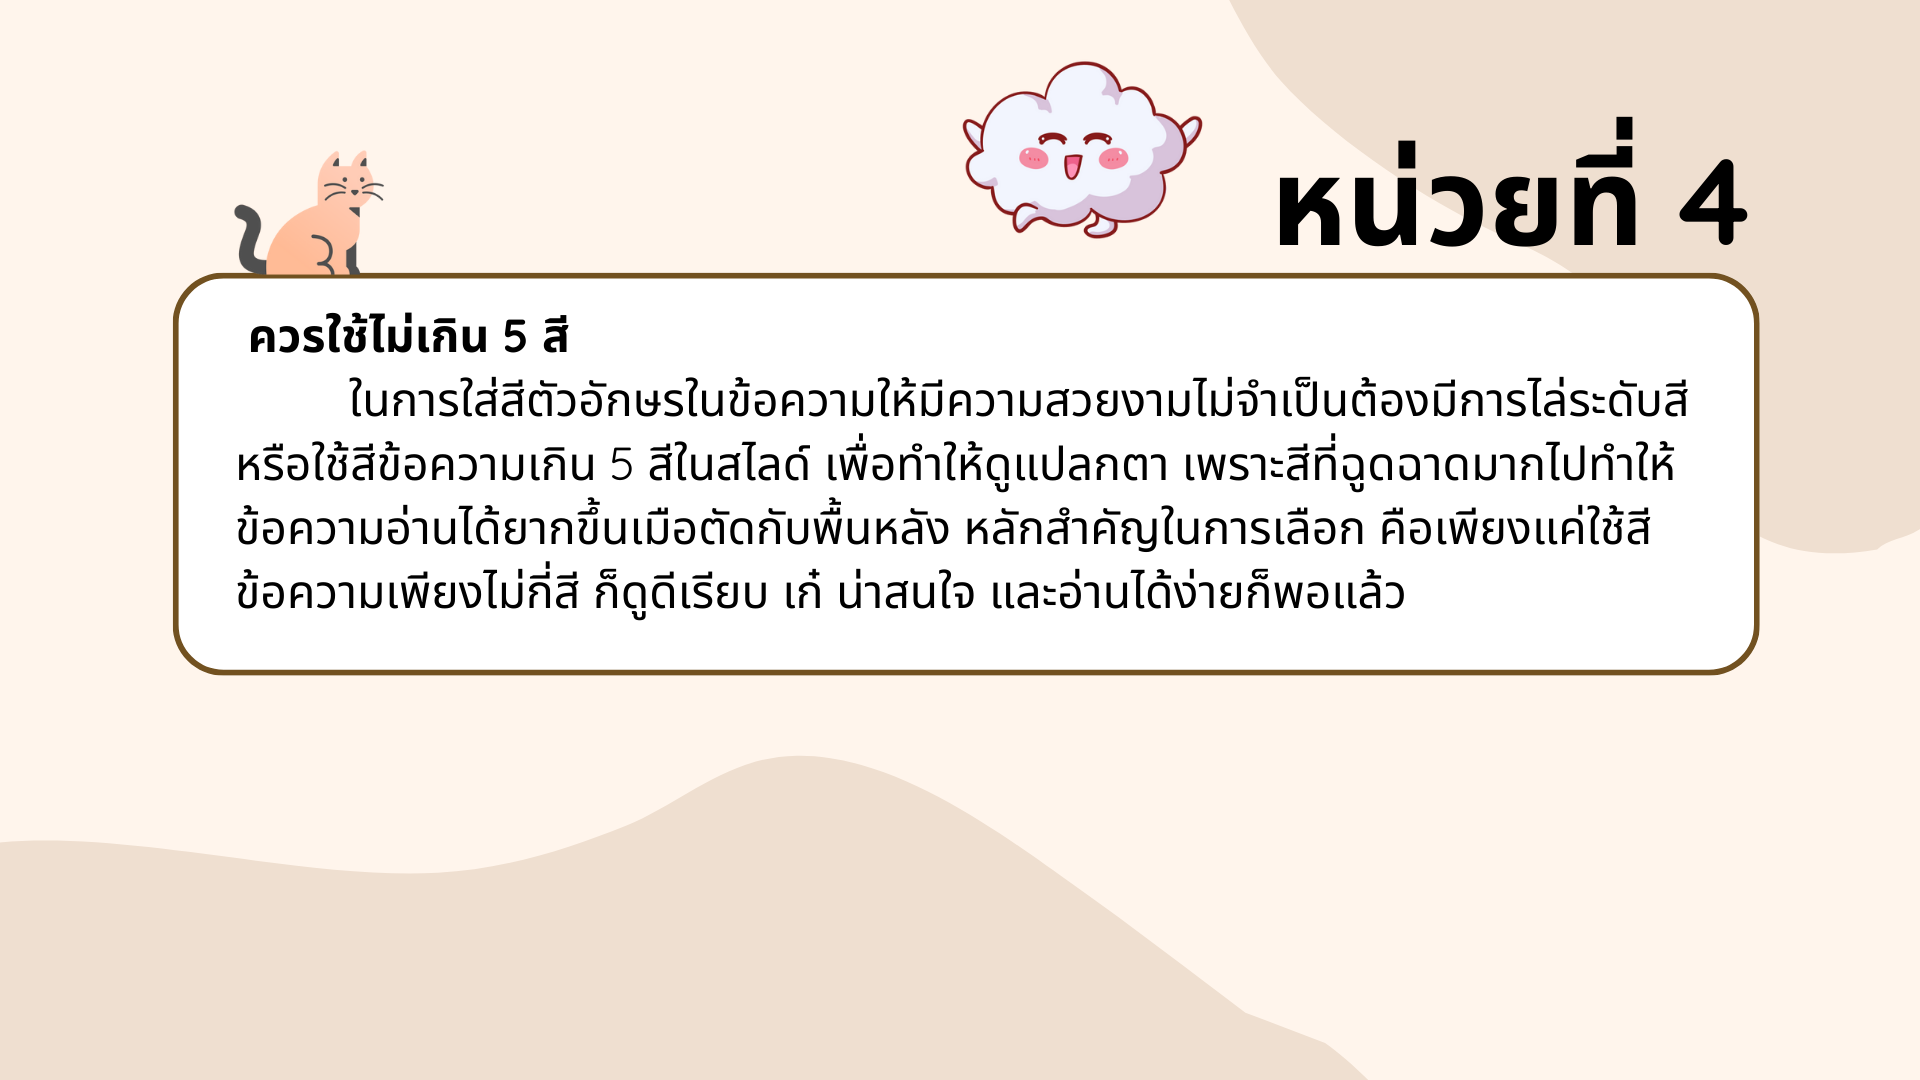 หน่วยที่ 4
ควรใช้ไม่เกิน 5 สี
ในการใส่สีตัวอักษรในข้อความให้มีความสวยงามไม่จำเป็นต้องมีการไล่ระดับสี
หรือใช้สีข้อความเกิน 5 สีในสไลด์ เพื่อทำให้ดูแปลกตา เพราะสีที่ฉูดฉาดมากไปทำให้
ข้อความอ่านได้ยากขึ้นเมือตัดกับพื้นหลัง หลักสำคัญในการเลือก คือเพียงแค่ใช้สี
ข้อความเพียงไม่กี่สี ก็ดูดีเรียบ เก๋ น่าสนใจ และอ่านได้ง่ายก็พอแล้ว